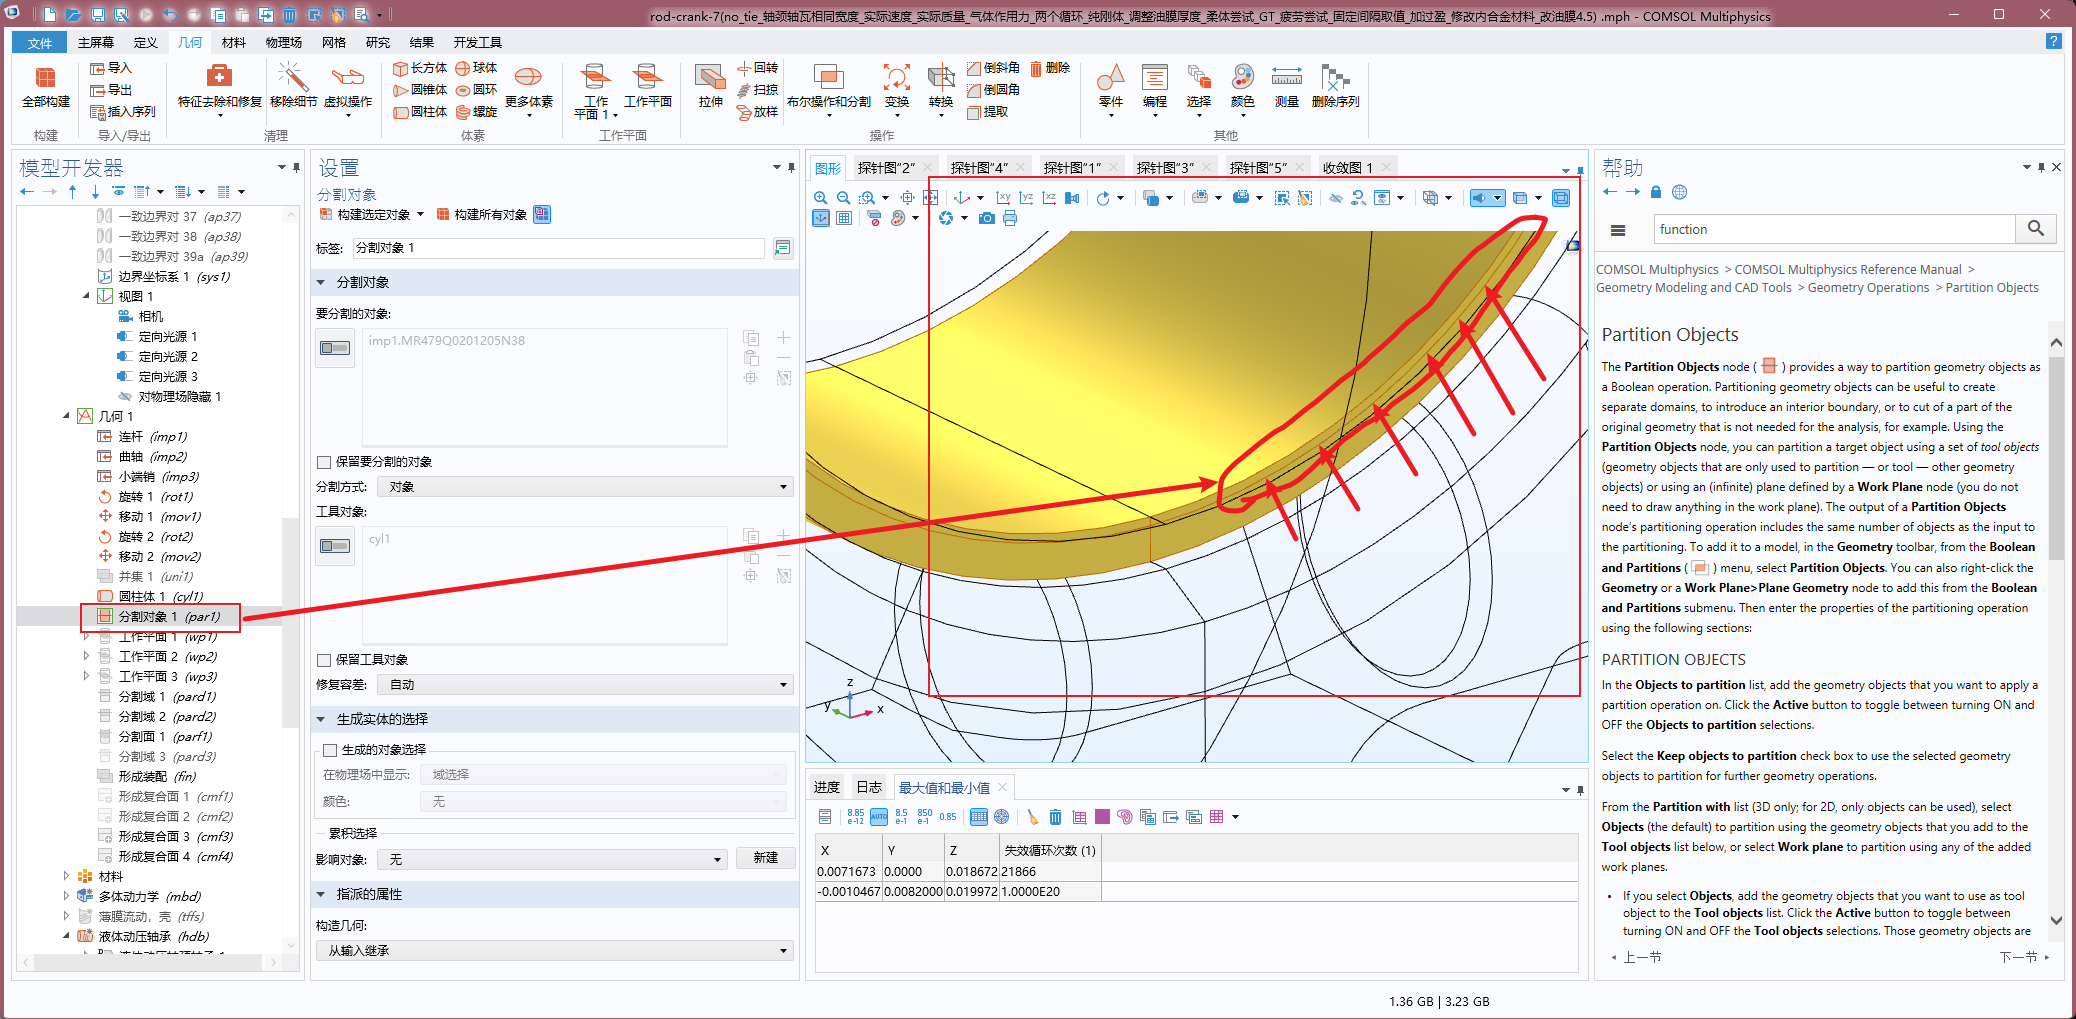 rod-crank-7(no_tie_轴颈轴瓦相同宽度_实际速度_实际质量_气体作用力_两个循环_纯刚体_调整油膜厚度_柔体尝试_GT_疲劳尝试_固定间隔取值_加过盈_修改内合金材料_改油膜4.5) .mph - COMSOL Multiphysics
文件 主屏幕 定义 几何 材料 物理场 网格 研究 结果 开发工具
全部构建
构建
导入
导出
插入序列
导入/导出
特征去除和修复 移除细节 虚拟操作
清理
长方体 球体
圆锥体 圆环
圆柱体 螺旋
更多体素
体素
工作
平面 1
工作平面
工作平面
拉伸
回转
扫掠
放样
布尔操作和分割 变换 转换
倒斜角 删除
倒圆角
提取
操作
零件 编程 选择 颜色 测量 删除序列
其他
模型开发器
一致边界对 37 (ap37)
一致边界对 38 (ap38)
一致边界对 39a (ap39)
边界坐标系 1 (sys1)
视图 1
相机
定向光源 1
定向光源 2
定向光源 3
对物理场隐藏 1
几何 1
连杆 (imp1)
曲轴 (imp2)
小端销 (imp3)
旋转 1 (rot1)
移动 1 (mov1)
旋转 2 (rot2)
移动 2 (mov2)
并集 1 (uni1)
圆柱体 1 (cyl1)
分割对象 1 (par1)
工作平面 1 (wp1)
工作平面 2 (wp2)
工作平面 3 (wp3)
分割域 1 (pard1)
分割域 2 (pard2)
分割面 1 (parf1)
分割域 3 (pard3)
形成装配 (fin)
形成复合面 1 (cmf1)
形成复合面 2 (cmf2)
形成复合面 3 (cmf3)
形成复合面 4 (cmf4)
材料
多体动力学 (mbd)
薄膜流动，壳 (tffs)
液体动压轴承 (hdb)
设置
分割对象
构建选定对象 构建所有对象
标签: 分割对象 1
分割对象
要分割的对象:
imp1.MR479Q0201205N38
保留要分割的对象
分割方式: 对象
工具对象:
cyl1
保留工具对象
修复容差: 自动
生成实体的选择
生成的对象选择
在物理场中显示: 域选择
颜色: 无
累积选择
影响对象: 无 新建
指派的属性
构造几何:
从输入继承
图形 探针图"2" 探针图"4" 探针图"1" 探针图"3" 探针图"5" 收敛图 1
xy yz xz
z
y
x
进度 日志 最大值和最小值
8.85
e-12 AUTO 8.5
e-1 850
e-1 0.85
X Y Z 失效循环次数 (1)
0.0071673 0.0000 0.018672 21866
-0.0010467 0.0082000 0.019972 1.0000E20
帮助
function
COMSOL Multiphysics > COMSOL Multiphysics Reference Manual >
Geometry Modeling and CAD Tools > Geometry Operations > Partition Objects
Partition Objects
The Partition Objects node ( ) provides a way to partition geometry objects as
a Boolean operation. Partitioning geometry objects can be useful to create
separate domains, to introduce an interior boundary, or to cut of a part of the
original geometry that is not needed for the analysis, for example. Using the
Partition Objects node, you can partition a target object using a set of tool objects
(geometry objects that are only used to partition — or tool — other geometry
objects) or using an (infinite) plane defined by a Work Plane node (you do not
need to draw anything in the work plane). The output of a Partition Objects
node's partitioning operation includes the same number of objects as the input to
the partitioning. To add it to a model, in the Geometry toolbar, from the Boolean
and Partitions ( ) menu, select Partition Objects. You can also right-click the
Geometry or a Work Plane>Plane Geometry node to add this from the Boolean
and Partitions submenu. Then enter the properties of the partitioning operation
using the following sections:
PARTITION OBJECTS
In the Objects to partition list, add the geometry objects that you want to apply a
partition operation on. Click the Active button to toggle between turning ON and
OFF the Objects to partition selections.
Select the Keep objects to partition check box to use the selected geometry
objects to partition for further geometry operations.
From the Partition with list (3D only; for 2D, only objects can be used), select
Objects (the default) to partition using the geometry objects that you add to the
Tool objects list below, or select Work plane to partition using any of the added
work planes.
• If you select Objects, add the geometry objects that you want to use as tool
object to the Tool objects list. Click the Active button to toggle between
turning ON and OFF the Tool objects selections. Those geometry objects are
上一节 下一节
1.36 GB | 3.23 GB